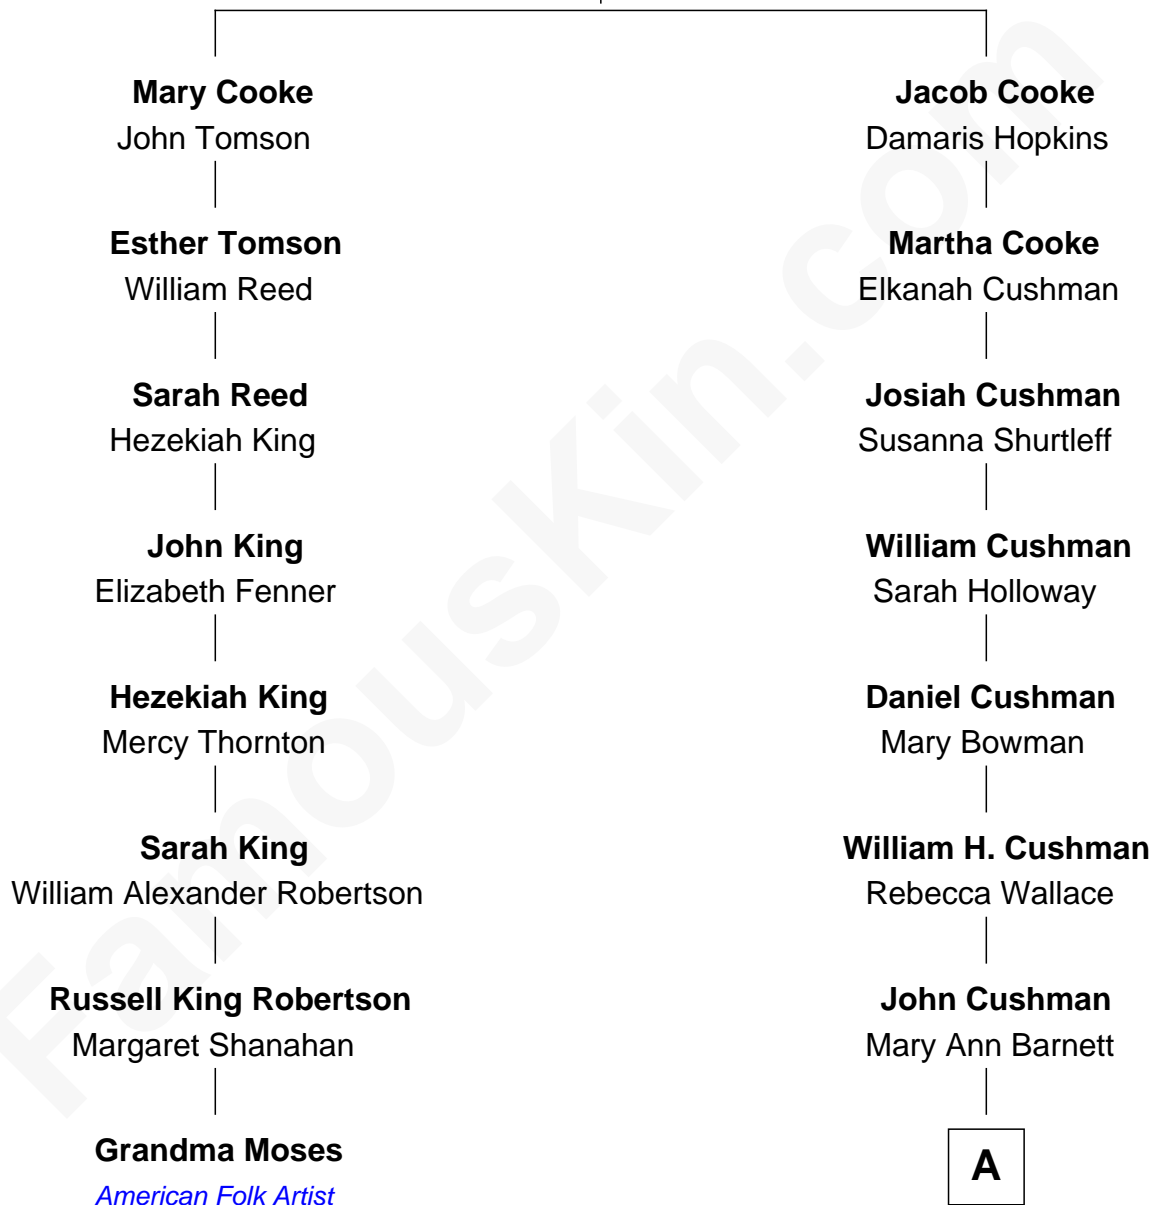 Mary Cooke
John Tomson
Jacob Cooke
Damaris Hopkins
Esther Tomson
William Reed
Martha Cooke
Elkanah Cushman
Sarah Reed
Hezekiah King
Josiah Cushman
Susanna Shurtleff
John King
Elizabeth Fenner
William Cushman
Sarah Holloway
Hezekiah King
Mercy Thornton
Daniel Cushman
Mary Bowman
Sarah King
William Alexander Robertson
William H. Cushman
Rebecca Wallace
Russell King Robertson
Margaret Shanahan
John Cushman
Mary Ann Barnett
Grandma Moses
American Folk Artist
A
FamousKin.com